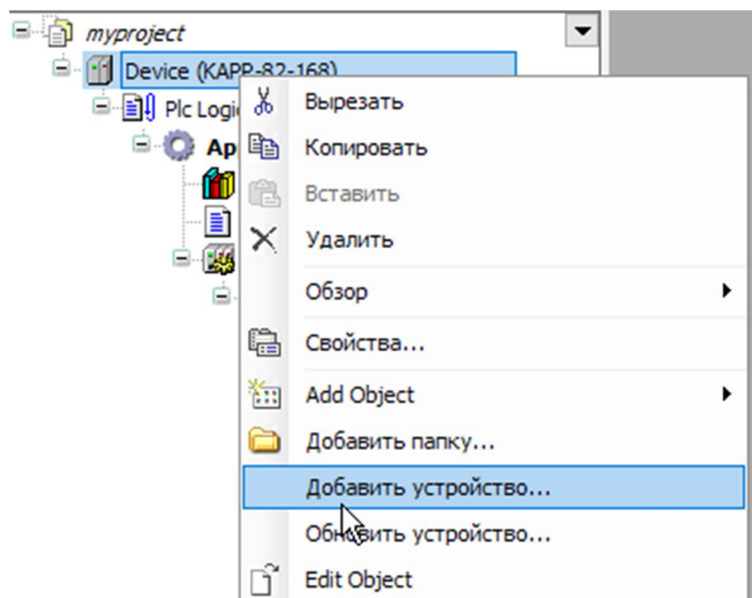 myproject
Device (KAPP-82-168)
Plc Logi
Ap
Вырезать
Копировать
Вставить
Удалить
Обзор
Свойства...
Add Object
Добавить папку...
Добавить устройство...
Обновить устройство...
Edit Object